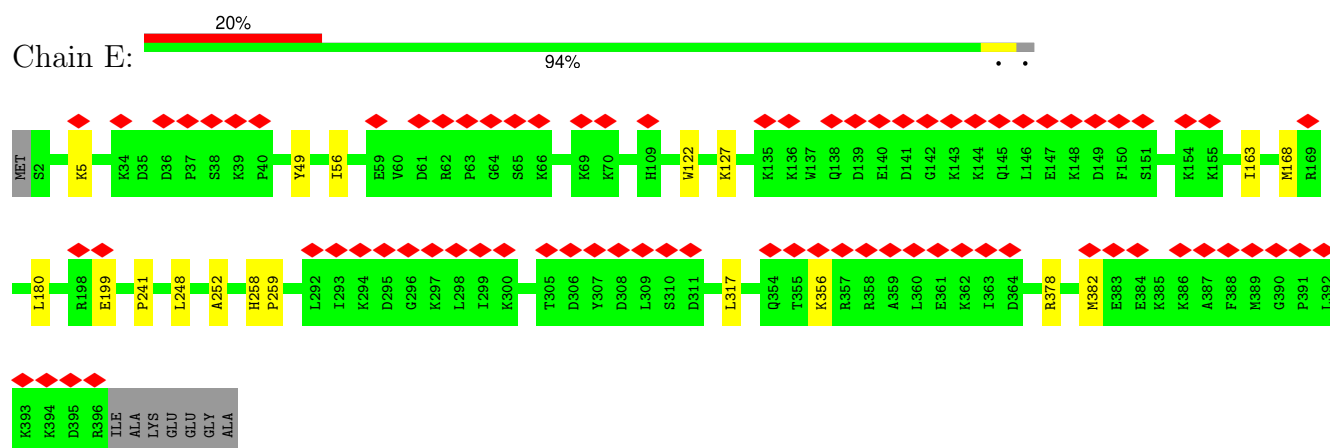 20%
Chain E:
94%
• •
MET S2 K5 K34 D35 D36 P37 S38 K39 P40 Y49 I56 E59 V60 D61 R62 P63 G64 S65 K66 K69 K70 H109 W122 K127 K135 K136 W137 Q138 D139 E140 D141 G142 K143 K144 Q145 L146 E147 K148 D149 F150 S151 K154 K155 I163 M168 R169
L180 R198 E199 P241 L248 A252 H258 P259 L292 I293 K294 D295 G296 K297 L298 I299 K300 T305 D306 Y307 D308 L309 S310 D311 L317 Q354 T355 K356 R357 R358 A359 L360 E361 K362 I363 D364 R378 M382 E383 E384 K385 K386 A387 F388 M389 G390 P391 L392
K393 K394 D395 R396 ILE ALA LYS GLU GLU GLY ALA